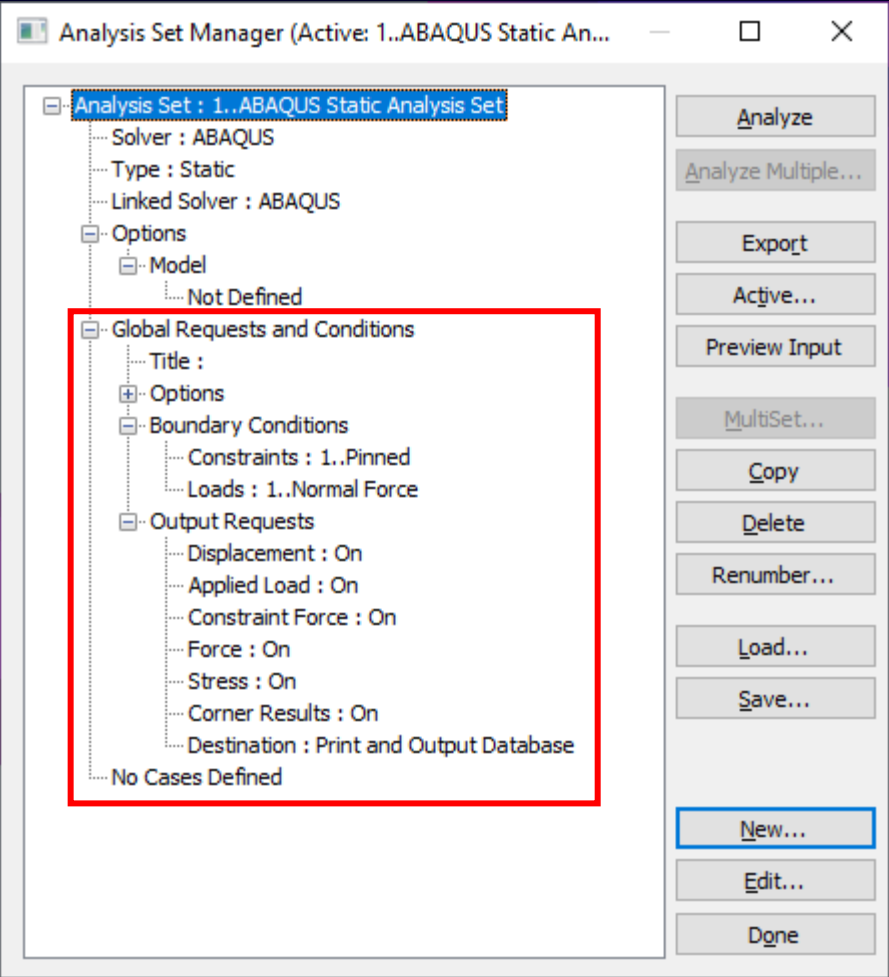 Analysis Set Manager (Active: 1..ABAQUS Static An...
Analysis Set : 1..ABAQUS Static Analysis Set
Solver : ABAQUS
Type : Static
Linked Solver : ABAQUS
Options
Model
Not Defined
Global Requests and Conditions
Title :
Options
Boundary Conditions
Constraints : 1..Pinned
Loads : 1..Normal Force
Output Requests
Displacement : On
Applied Load : On
Constraint Force : On
Force : On
Stress : On
Corner Results : On
Destination : Print and Output Database
No Cases Defined
Analyze
Analyze Multiple...
Export
Active...
Preview Input
MultiSet...
Copy
Delete
Renumber...
Load...
Save...
New...
Edit...
Done